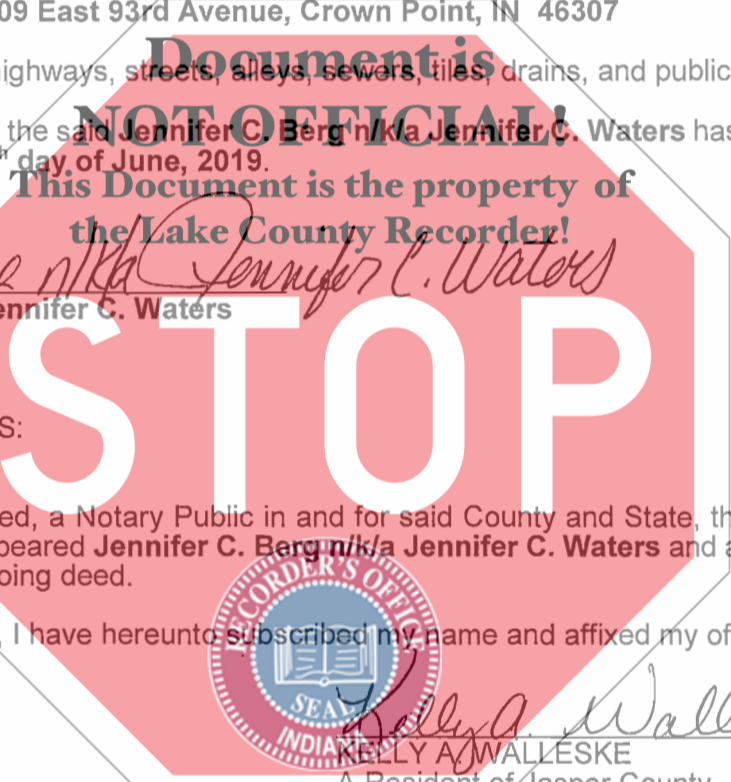 09 East 93rd Avenue, Crown Point, IN 46307
Document is
ighways, streets, alleys, sewers, tiles, drains, and public
NOT OFFICIAL!
the said Jennifer C. Berg n/k/a Jennifer C. Waters has
day of June, 2019.
This Document is the property of
the Lake County Recorder!
n/k/a Jennifer C. Waters
ennifer C. Waters
STOP
S:
ed, a Notary Public in and for said County and State, th
peared Jennifer C. Berg n/k/a Jennifer C. Waters and a
oing deed.
RECORDER'S OFFICE
, I have hereunto subscribed my name and affixed my of
SEAL
INDIANA
Kelly A. Wall
KELLY A. WALLESKE
A Resident of Jasper County